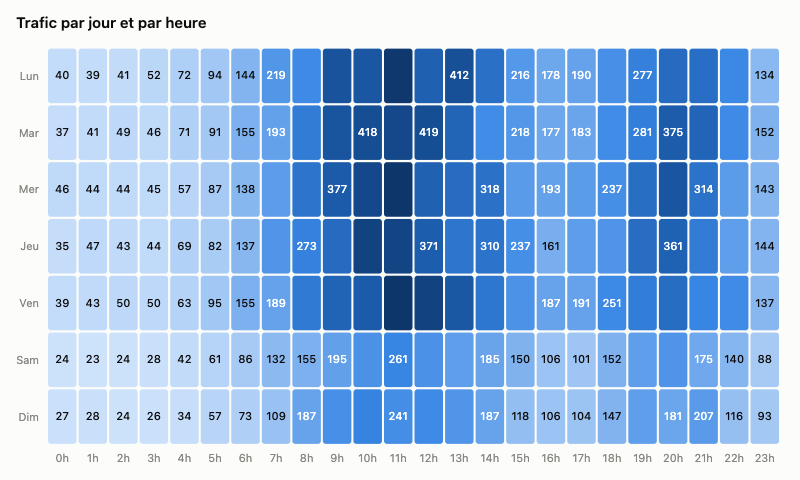 Trafic par jour et par heure
Lun 40 39 41 52 72 94 144 219 412 216 178 190 277 134
Mar 37 41 49 46 71 91 155 193 418 419 218 177 183 281 375 152
Mer 46 44 44 45 57 87 138 377 318 193 237 314 143
Jeu 35 47 43 44 69 82 137 273 371 310 237 161 361 144
Ven 39 43 50 50 63 95 155 189 187 191 251 137
Sam 24 23 24 28 42 61 86 132 155 195 261 185 150 106 101 152 175 140 88
Dim 27 28 24 26 34 57 73 109 187 241 187 118 106 104 147 181 207 116 93
0h 1h 2h 3h 4h 5h 6h 7h 8h 9h 10h 11h 12h 13h 14h 15h 16h 17h 18h 19h 20h 21h 22h 23h